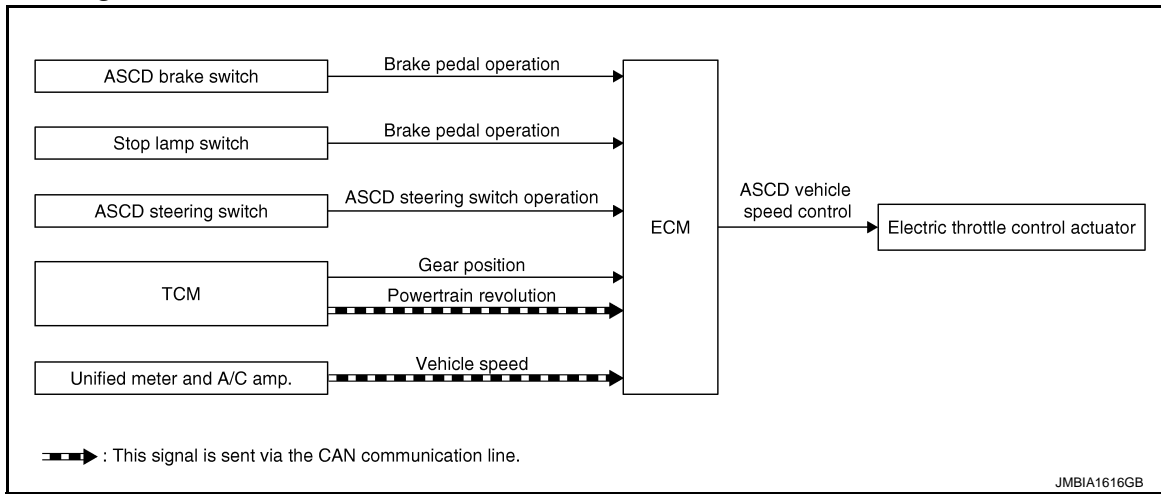 ASCD brake switch
Brake pedal operation
Stop lamp switch
Brake pedal operation
ASCD steering switch
ASCD steering switch operation
TCM
Gear position
Powertrain revolution
Unified meter and A/C amp.
Vehicle speed
ECM
ASCD vehicle
speed control
Electric throttle control actuator
: This signal is sent via the CAN communication line.
JMBIA1616GB